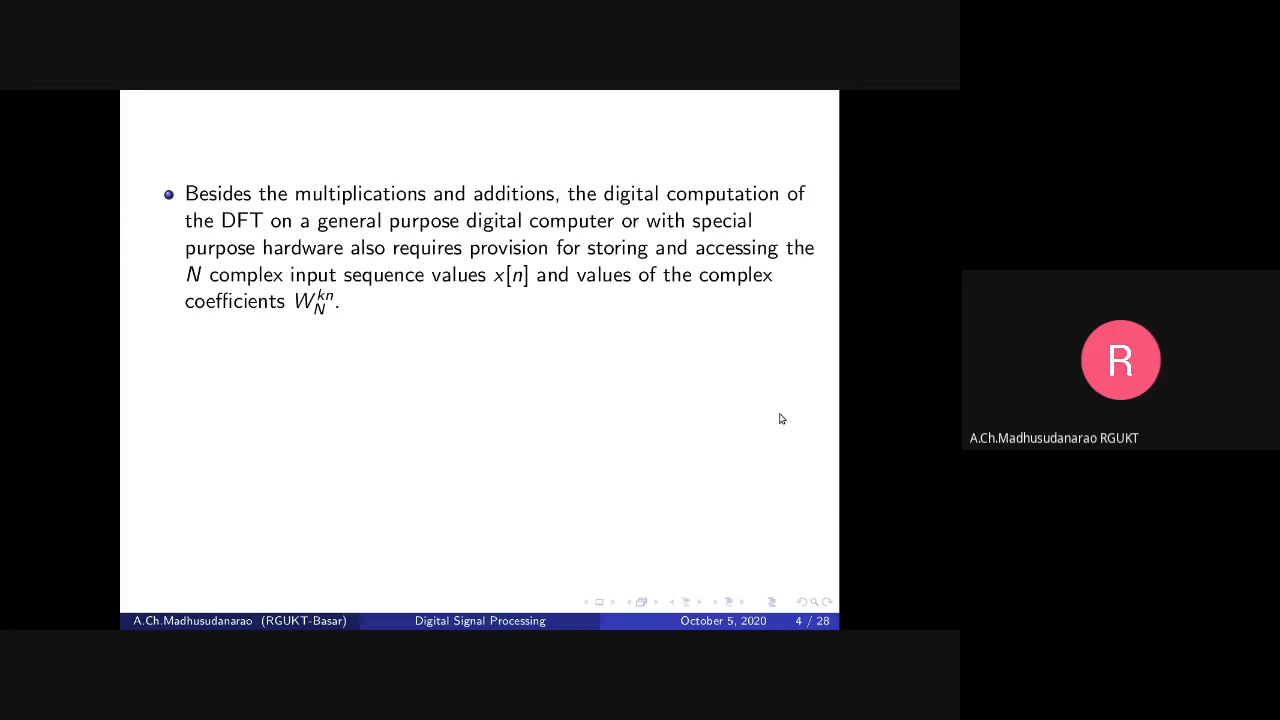 Besides the multiplications and additions, the digital computation of
the DFT on a general purpose digital computer or with special
purpose hardware also requires provision for storing and accessing the
N complex input sequence values x[n] and values of the complex
coefficients W_N^{kn}.
R
A.Ch.Madhusudanarao RGUKT
A.Ch.Madhusudanarao (RGUKT-Basar) Digital Signal Processing October 5, 2020 4 / 28